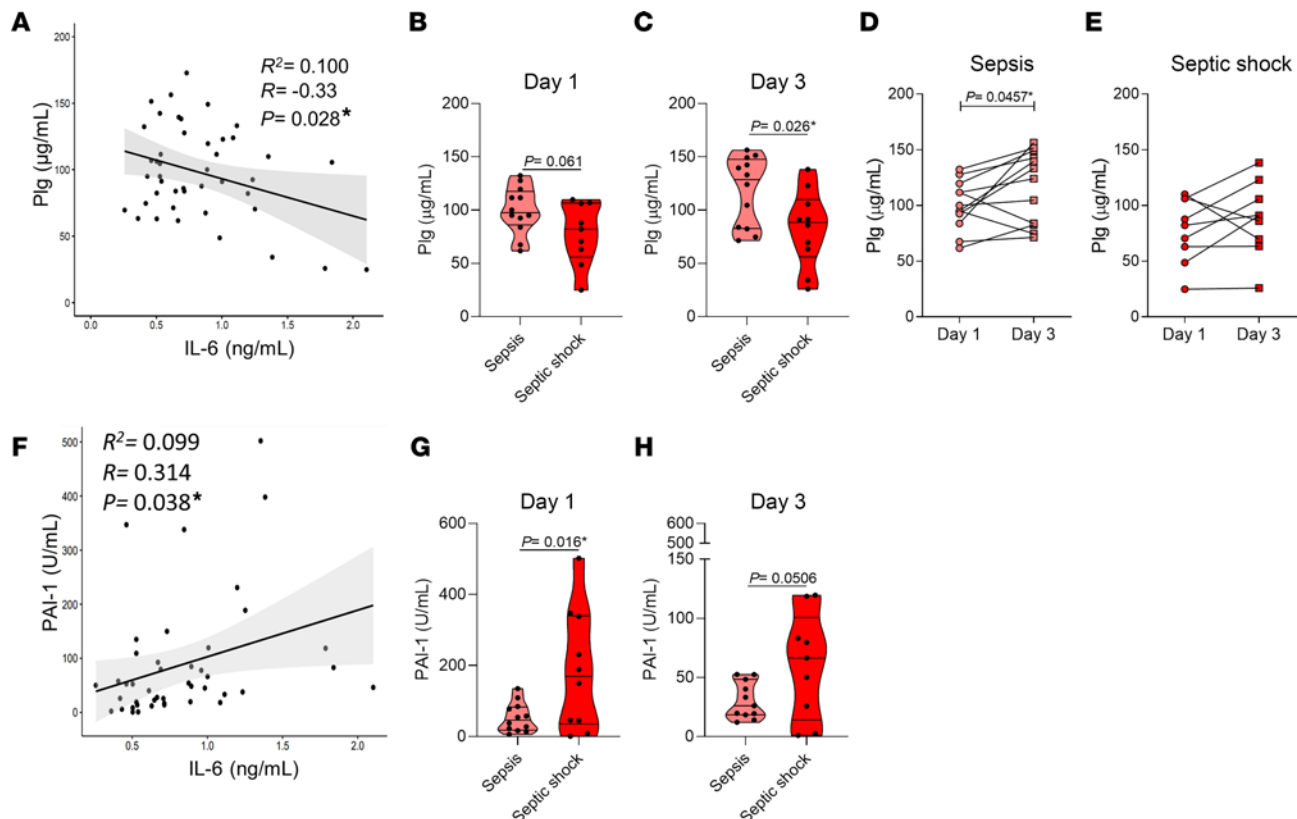 A
Plg (µg/mL)
200
150
100
50
0
R²= 0.100
R= -0.33
P= 0.028*
0.0 0.5 1.0 1.5 2.0
IL-6 (ng/mL)
B
Day 1
Plg (µg/mL)
200
150
100
50
0
P= 0.061
Sepsis
Septic shock
C
Day 3
Plg (µg/mL)
200
150
100
50
0
P= 0.026*
Sepsis
Septic shock
D
Sepsis
Plg (µg/mL)
200
150
100
50
0
P= 0.0457*
Day 1 Day 3
E
Septic shock
Plg (µg/mL)
200
150
100
50
0
Day 1 Day 3
F
PAI-1 (U/mL)
500
400
300
200
100
0
R²= 0.099
R= 0.314
P= 0.038*
0.5 1.0 1.5 2.0
IL-6 (ng/mL)
G
Day 1
PAI-1 (U/mL)
600
400
200
0
P= 0.016*
Sepsis
Septic shock
H
Day 3
PAI-1 (U/mL)
600
500
150
100
50
0
P= 0.0506
Sepsis
Septic shock